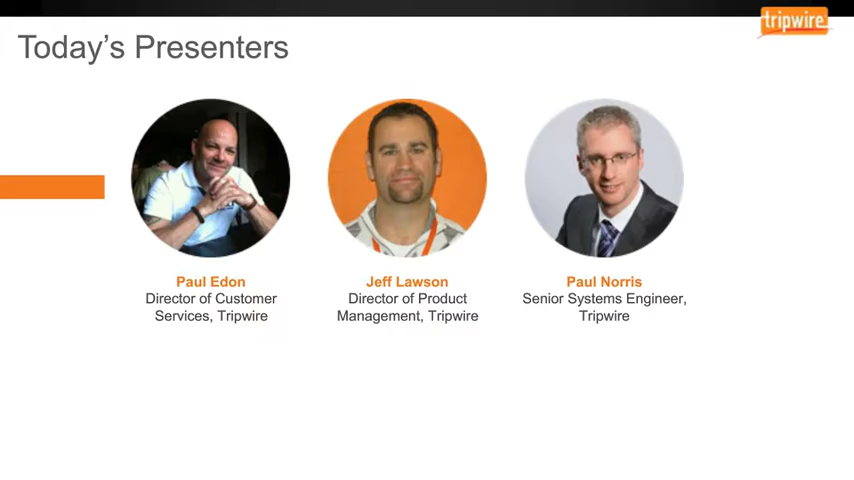 tripwire
Today's Presenters
Paul Edon
Director of Customer
Services, Tripwire
Jeff Lawson
Director of Product
Management, Tripwire
Paul Norris
Senior Systems Engineer,
Tripwire